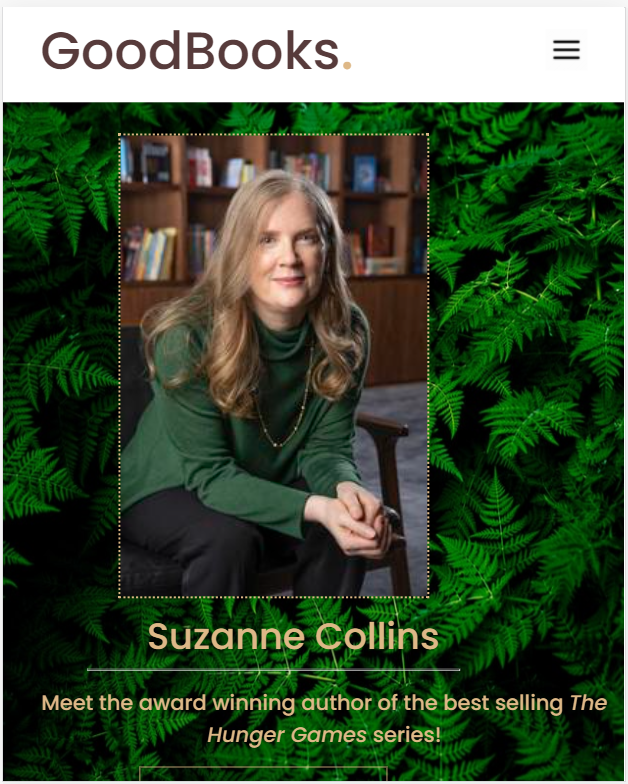 GoodBooks.
Suzanne Collins
Meet the award winning author of the best selling The
Hunger Games series!